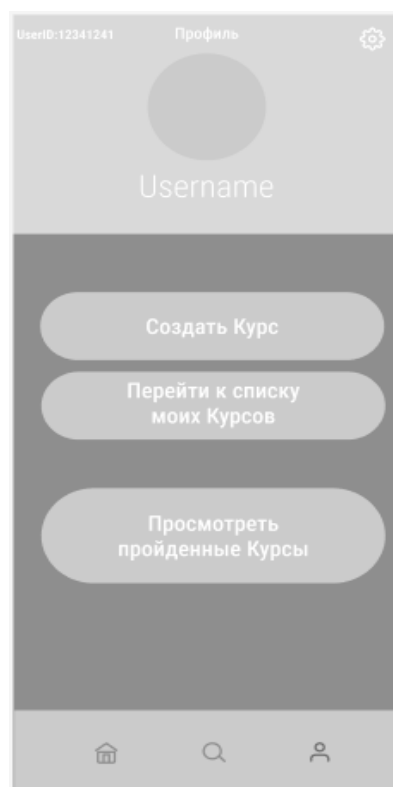 UserID:12341241
Профиль
Username
Создать Курс
Перейти к списку
моих Курсов
Просмотреть
пройденные Курсы